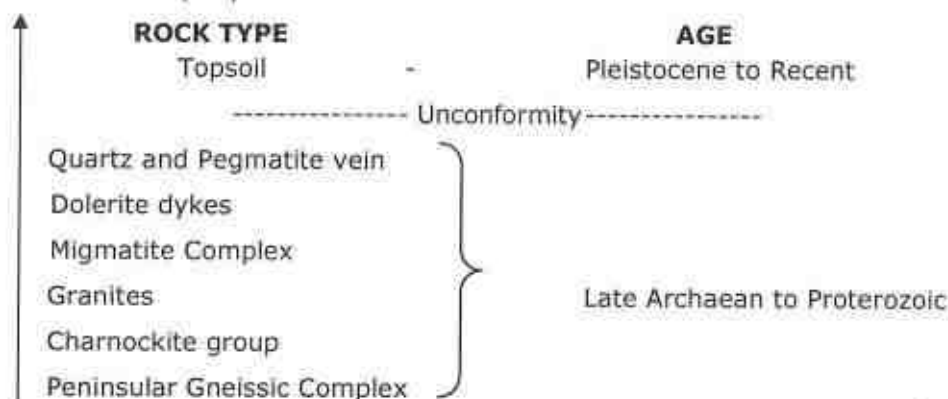 ROCK TYPE AGE
Topsoil - Pleistocene to Recent
--------------- Unconformity---------------
Quartz and Pegmatite vein
Dolerite dykes
Migmatite Complex
Granites Late Archaean to Proterozoic
Charnockite group
Peninsular Gneissic Complex